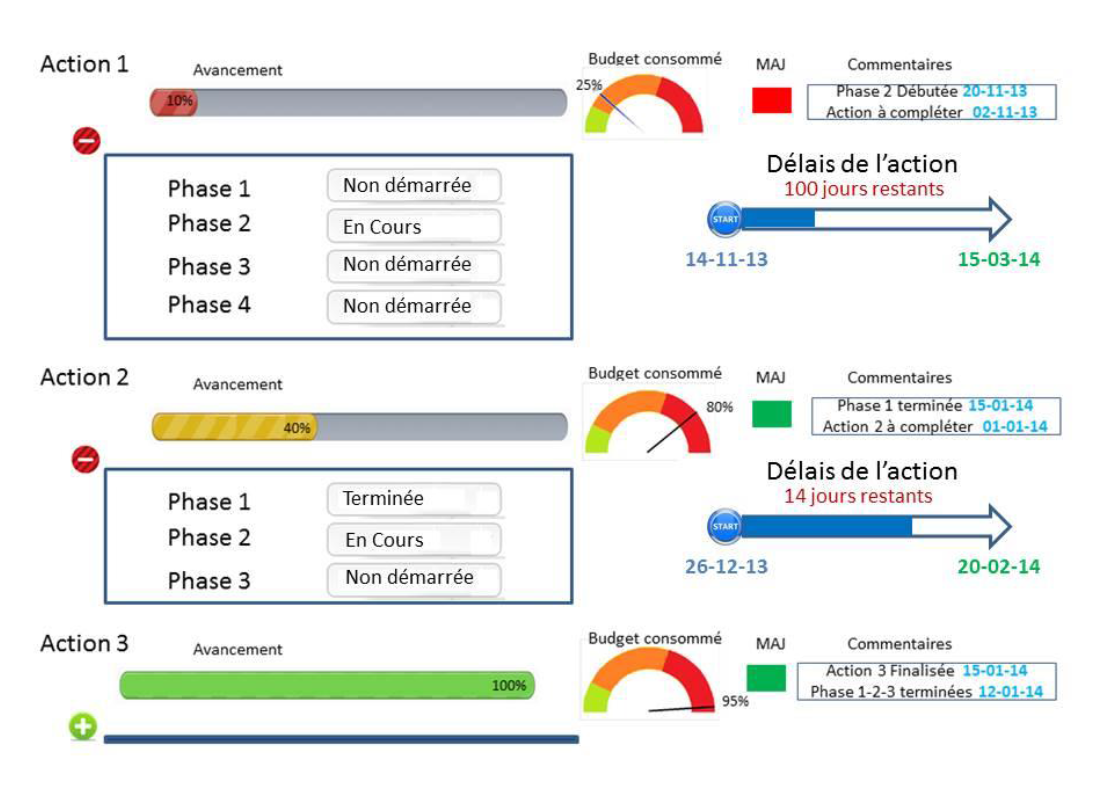 Action 1
Avancement
10%
Budget consommé
25%
MAJ
Commentaires
Phase 2 Débutée 20-11-13
Action à compléter 02-11-13
Phase 1 Non démarrée
Phase 2 En Cours
Phase 3 Non démarrée
Phase 4 Non démarrée
Délais de l'action
100 jours restants
START
14-11-13 15-03-14
Action 2
Avancement
40%
Budget consommé
80%
MAJ
Commentaires
Phase 1 terminée 15-01-14
Action 2 à compléter 01-01-14
Phase 1 Terminée
Phase 2 En Cours
Phase 3 Non démarrée
Délais de l'action
14 jours restants
START
26-12-13 20-02-14
Action 3
Avancement
100%
Budget consommé
95%
MAJ
Commentaires
Action 3 Finalisée 15-01-14
Phase 1-2-3 terminées 12-01-14